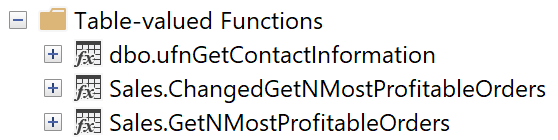 Table-valued Functions
dbo.ufnGetContactInformation
Sales.ChangedGetNMostProfitableOrders
Sales.GetNMostProfitableOrders